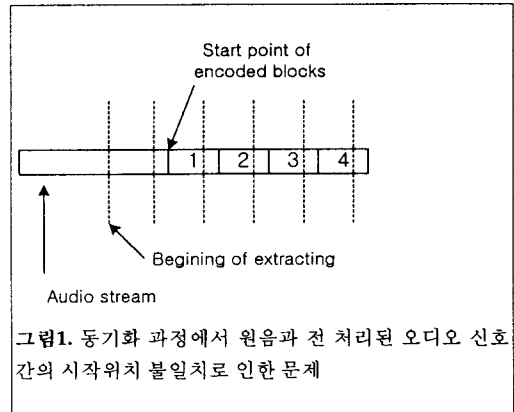 Start point of
encoded blocks
1 2 3 4
Begining of extracting
Audio stream
그림1. 동기화 과정에서 원음과 전 처리된 오디오 신호
간의 시작위치 불일치로 인한 문제